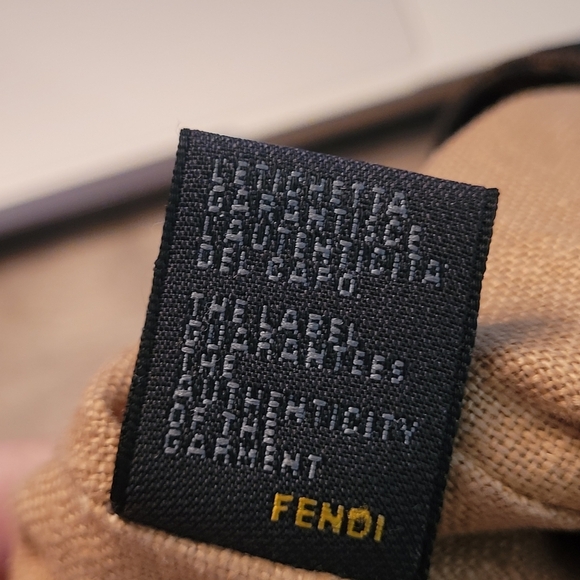 L'ETICHETTA
GARANTISCE
L'AUTENTICITA'
DEL CAPO.
THE LABEL
GUARANTEES
THE
AUTHENTICITY
OF THE
GARMENT
FENDI